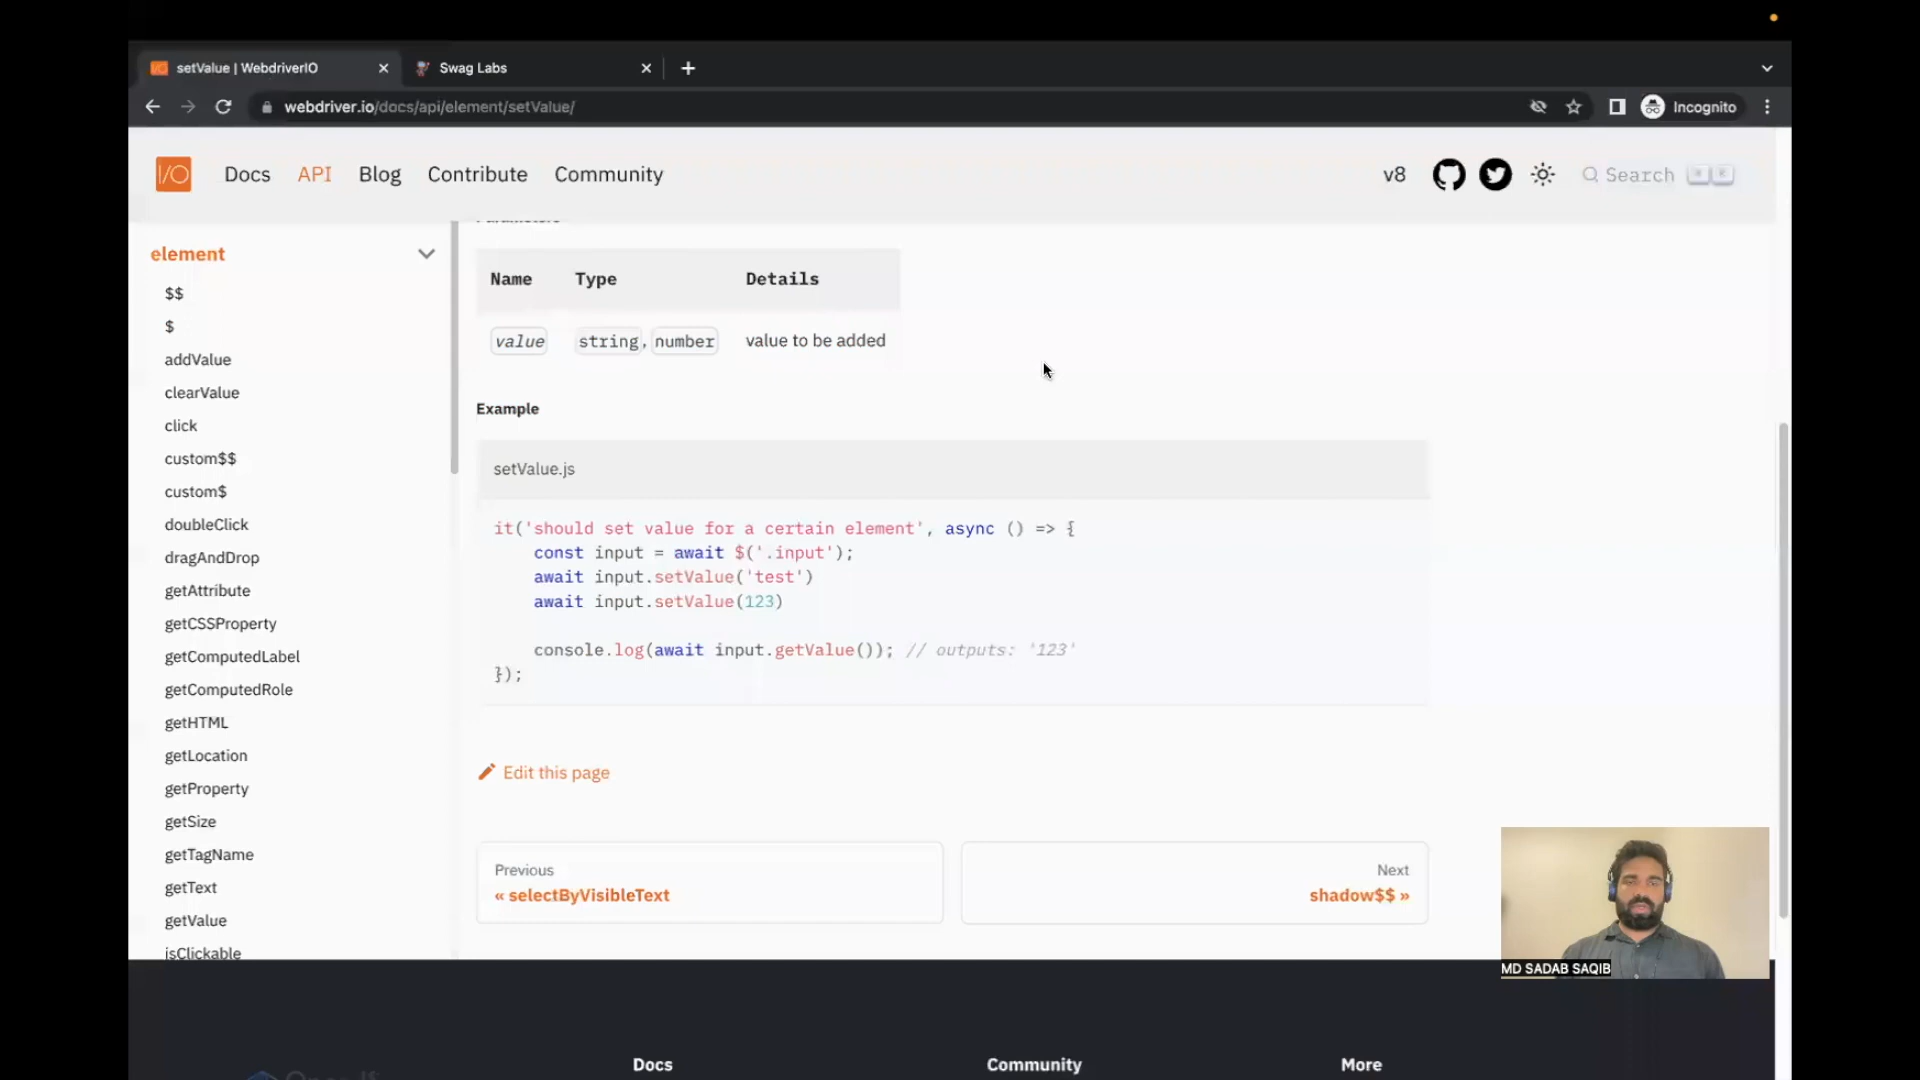 setValue | WebdriverIO
Swag Labs
webdriver.io/docs/api/element/setValue/
Incognito
I/O
Docs
API
Blog
Contribute
Community
v8
Search
element
$$
$
addValue
clearValue
click
custom$$
custom$
doubleClick
dragAndDrop
getAttribute
getCSSProperty
getComputedLabel
getComputedRole
getHTML
getLocation
getProperty
getSize
getTagName
getText
getValue
isClickable
Parameters
Name Type Details
value string, number value to be added
Example
setValue.js
it('should set value for a certain element', async () => {
const input = await $('.input');
await input.setValue('test')
await input.setValue(123)
console.log(await input.getValue()); // outputs: '123'
});
Edit this page
Previous
« selectByVisibleText
Next
shadow$$ »
MD SADAB SAQIB
Docs
Community
More